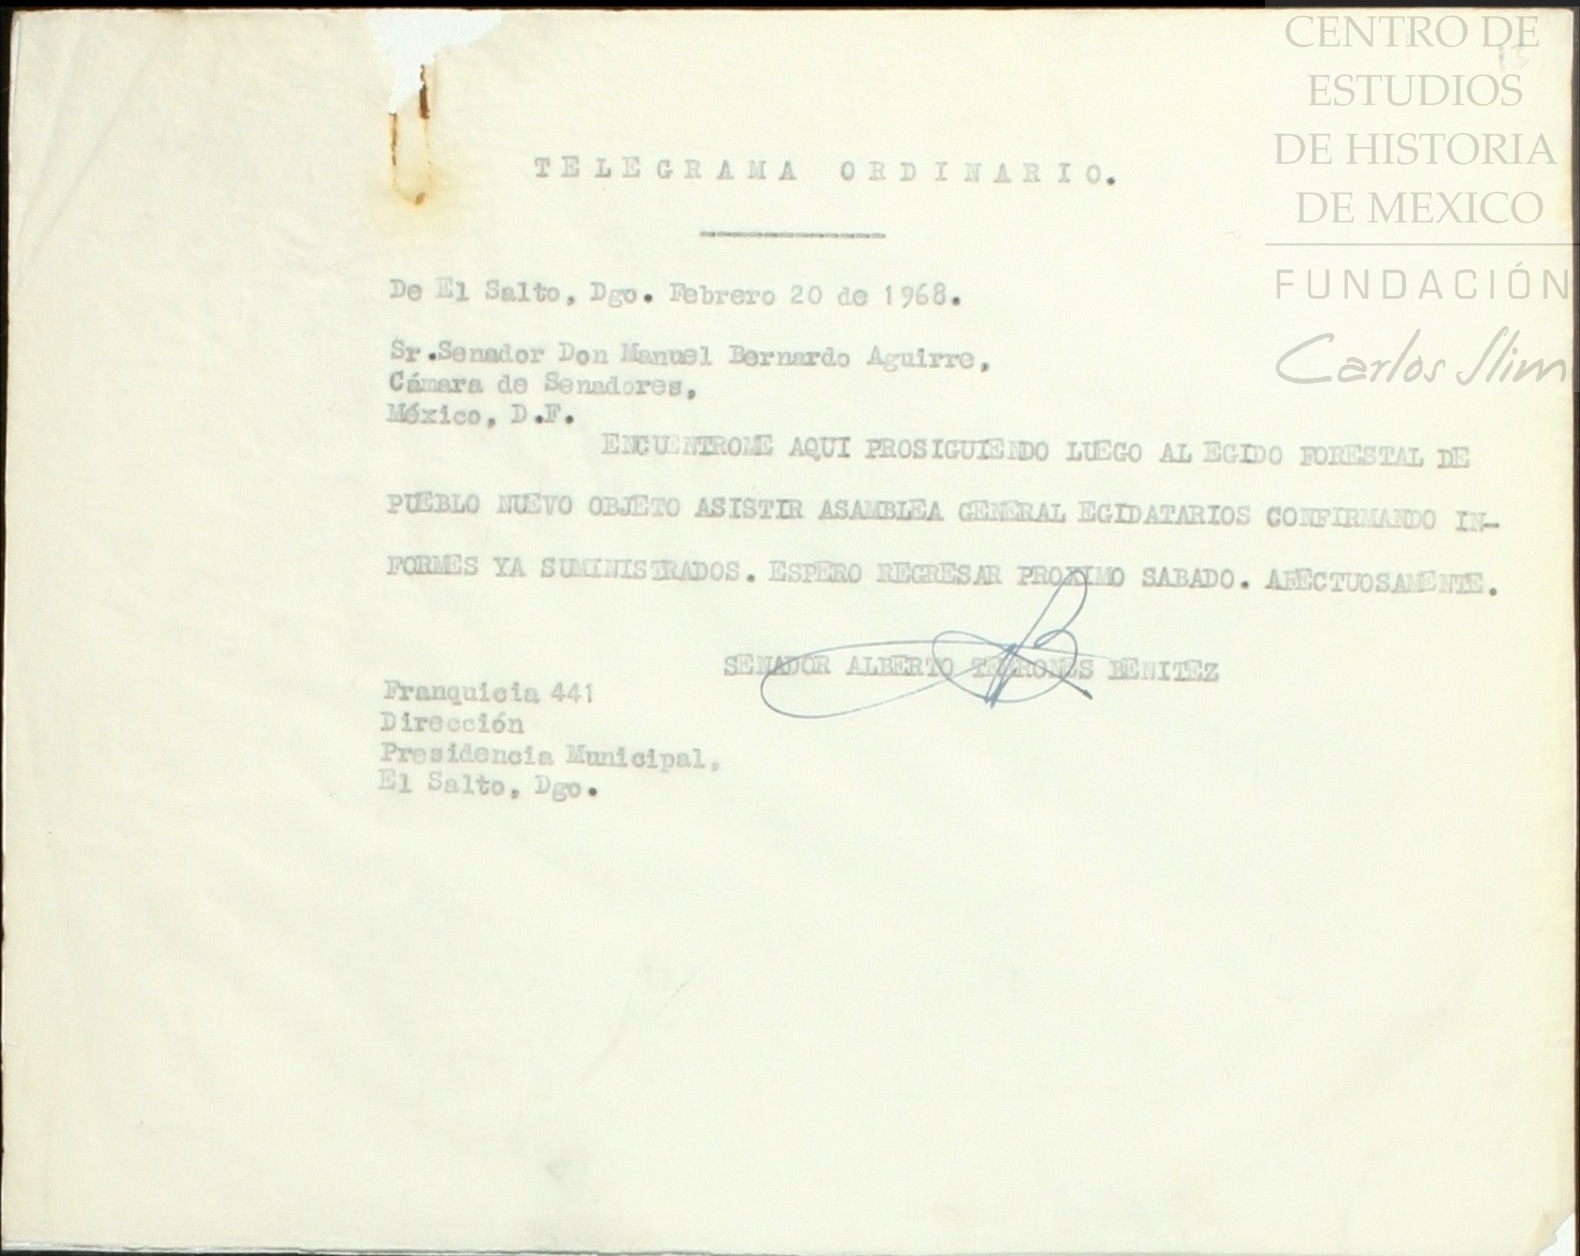 CENTRO DE
ESTUDIOS
DE HISTORIA
DE MEXICO
FUNDACIÓN
Carlos Slim
TELEGRAMA ORDINARIO.
De El Salto, Dgo. Febrero 20 de 1968.
Sr.Senador Don Manuel Bernardo Aguirre,
Cámara de Senadores,
México, D.F.
ENCUENTROME AQUI PROSIGUIENDO LUEGO AL EGIDO FORESTAL DE
PUEBLO NUEVO OBJETO ASISTIR ASAMBLEA GENERAL EGIDATARIOS CONFIRMANDO IN-
FORMES YA SUMINISTRADOS. ESPERO REGRESAR PROXIMO SABADO. AFECTUOSAMENTE.
SENADOR ALBERTO TERRONES BENITEZ
Franquicia 441
Dirección
Presidencia Municipal,
El Salto, Dgo.